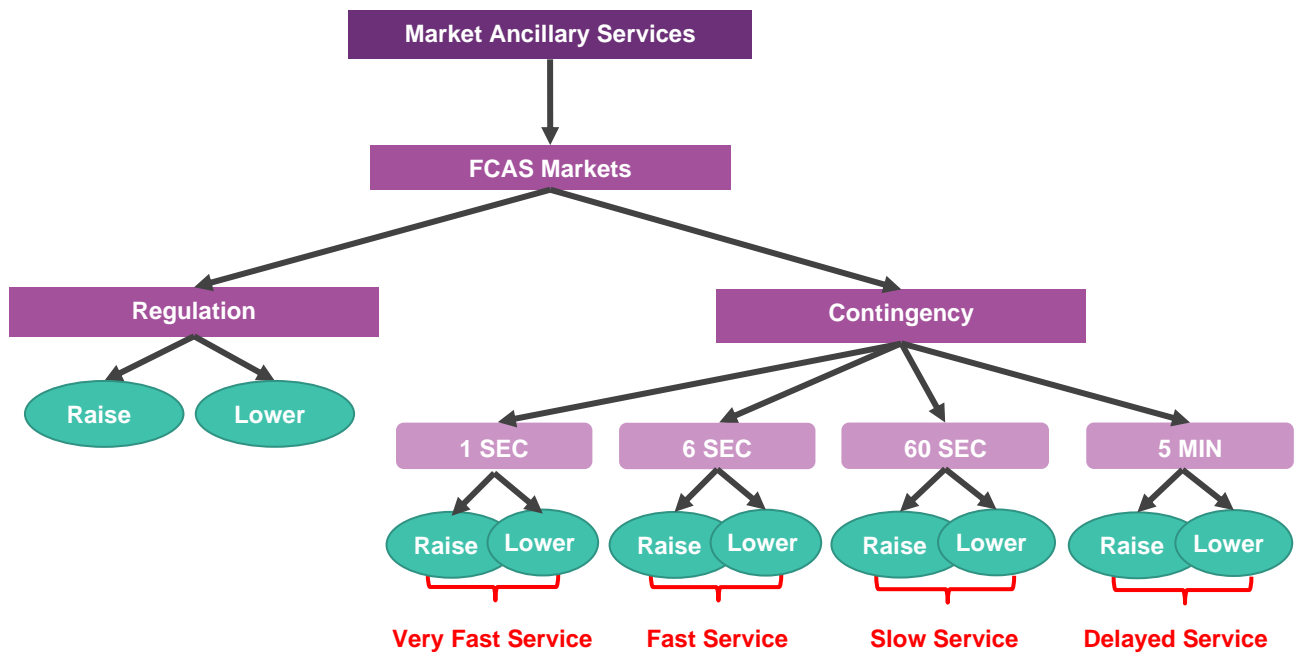 Market Ancillary Services
FCAS Markets
Regulation
Contingency
Raise
Lower
1 SEC
6 SEC
60 SEC
5 MIN
Raise
Lower
Raise
Lower
Raise
Lower
Raise
Lower
Very Fast Service
Fast Service
Slow Service
Delayed Service